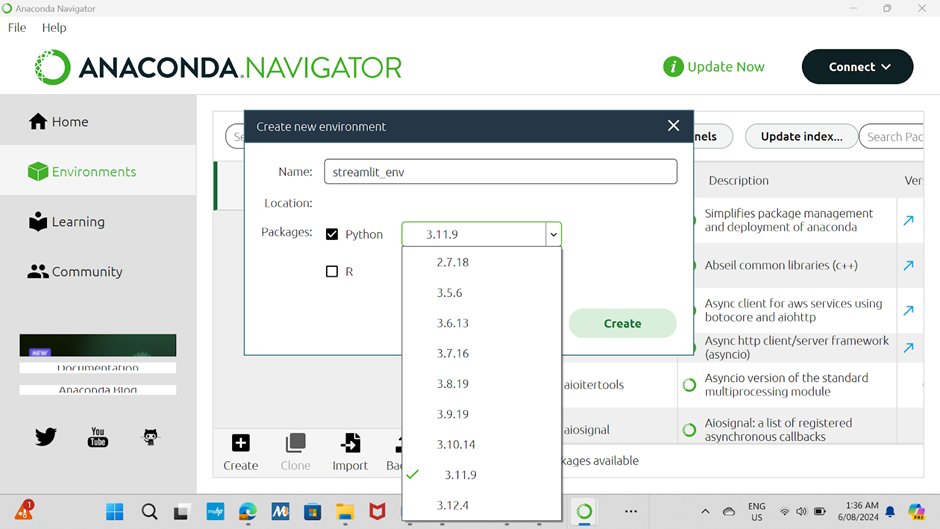 Anaconda Navigator
File Help
ANACONDA.NAVIGATOR
i Update Now
Connect
Home
Environments
Learning
Community
NEW
Documentation
Anaconda Blog
You
Tube
Create new environment
Name: streamlit_env
Location:
Packages: Python 3.11.9
R
2.7.18
3.5.6
3.6.13
3.7.16
3.8.19
3.9.19
3.10.14
3.11.9
3.12.4
Create
nels
Update index...
Search Pac
Description
Ver
Simplifies package management
and deployment of anaconda
Abseil common libraries (c++)
Async client for aws services using
botocore and aiohttp
Async http client/server framework
(asyncio)
aioitertools
Asyncio version of the standard
multiprocessing module
aiosignal
Aiosignal: a list of registered
asynchronous callbacks
kages available
Create
Clone
Import
Bac
1
myhp
ENG
US
1:36 AM
6/08/2024